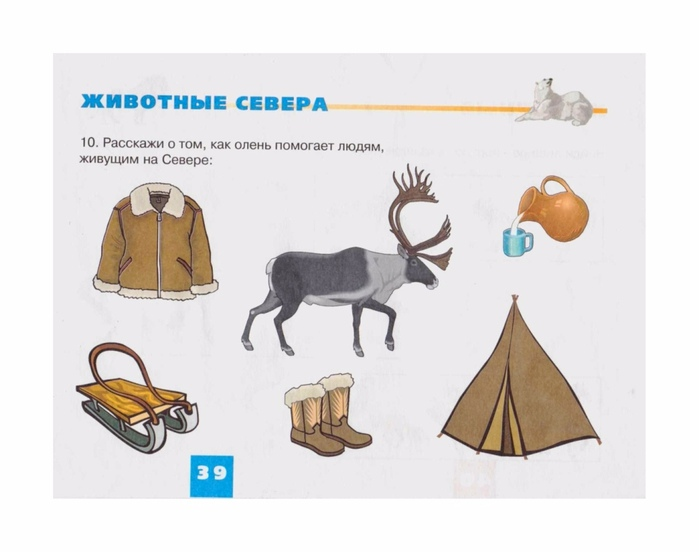 ЖИВОТНЫЕ СЕВЕРА
10. Расскажи о том, как олень помогает людям,
живущим на Севере:
39